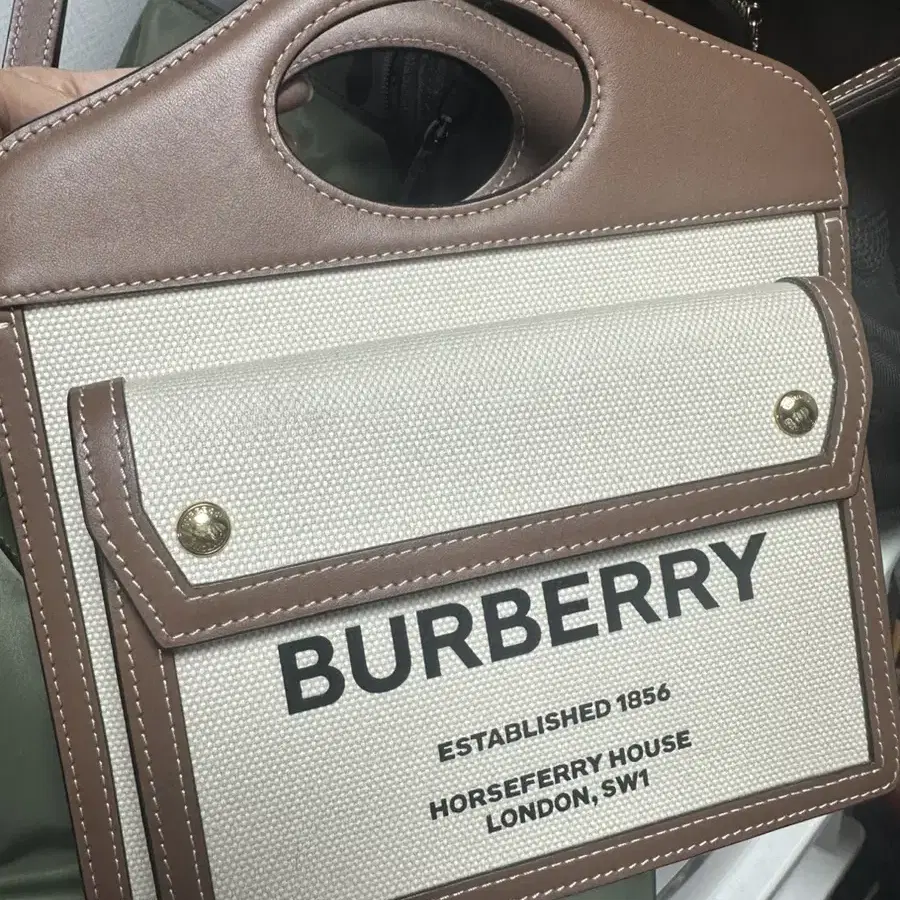 BURBERRY
ESTABLISHED 1856
HORSEFERRY HOUSE
LONDON, SW1